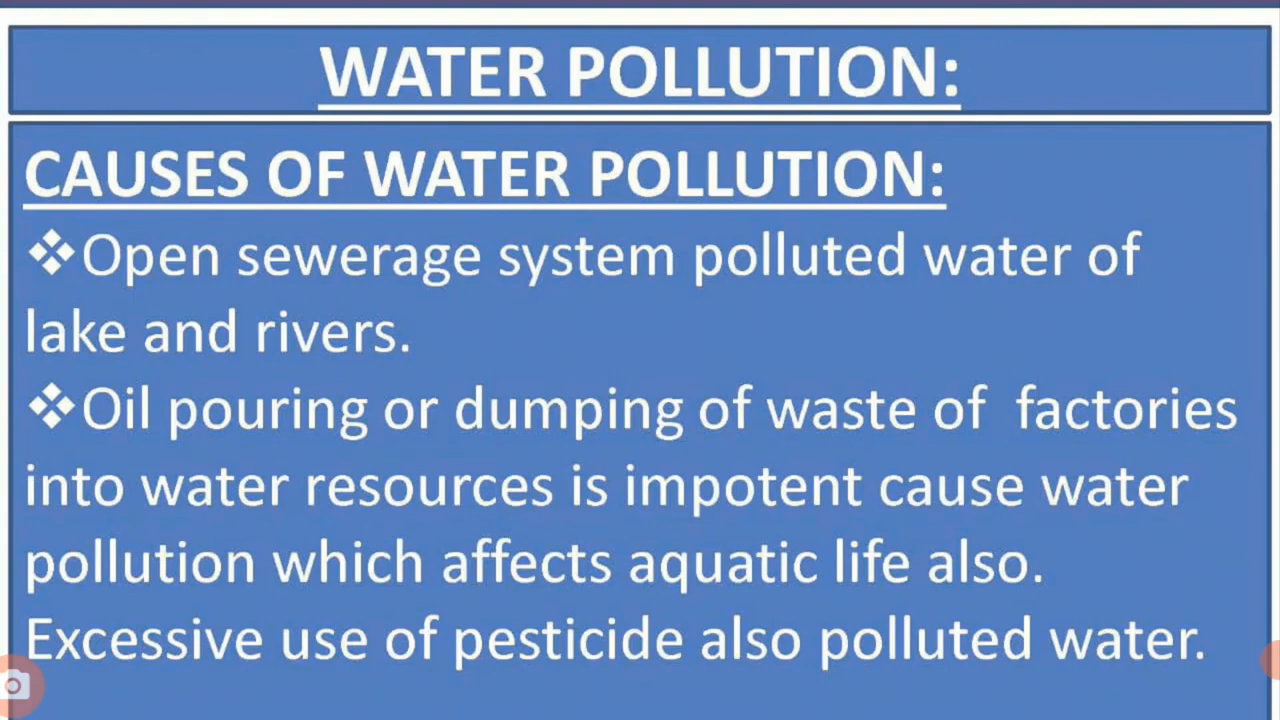 WATER POLLUTION:
CAUSES OF WATER POLLUTION:
❖Open sewerage system polluted water of
lake and rivers.
❖Oil pouring or dumping of waste of factories
into water resources is impotent cause water
pollution which affects aquatic life also.
Excessive use of pesticide also polluted water.